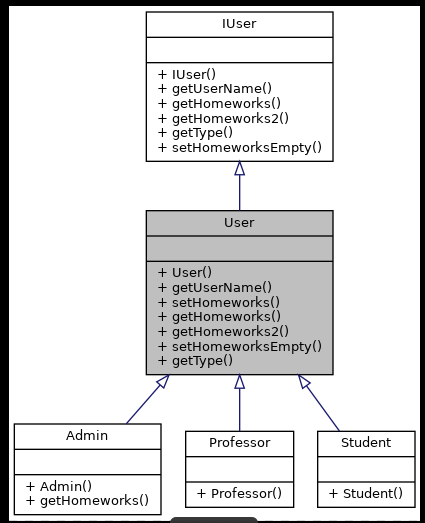 IUser
+ IUser()
+ getUserName()
+ getHomeworks()
+ getHomeworks2()
+ getType()
+ setHomeworksEmpty()
User
+ User()
+ getUserName()
+ setHomeworks()
+ getHomeworks()
+ getHomeworks2()
+ setHomeworksEmpty()
+ getType()
Admin
+ Admin()
+ getHomeworks()
Professor
+ Professor()
Student
+ Student()